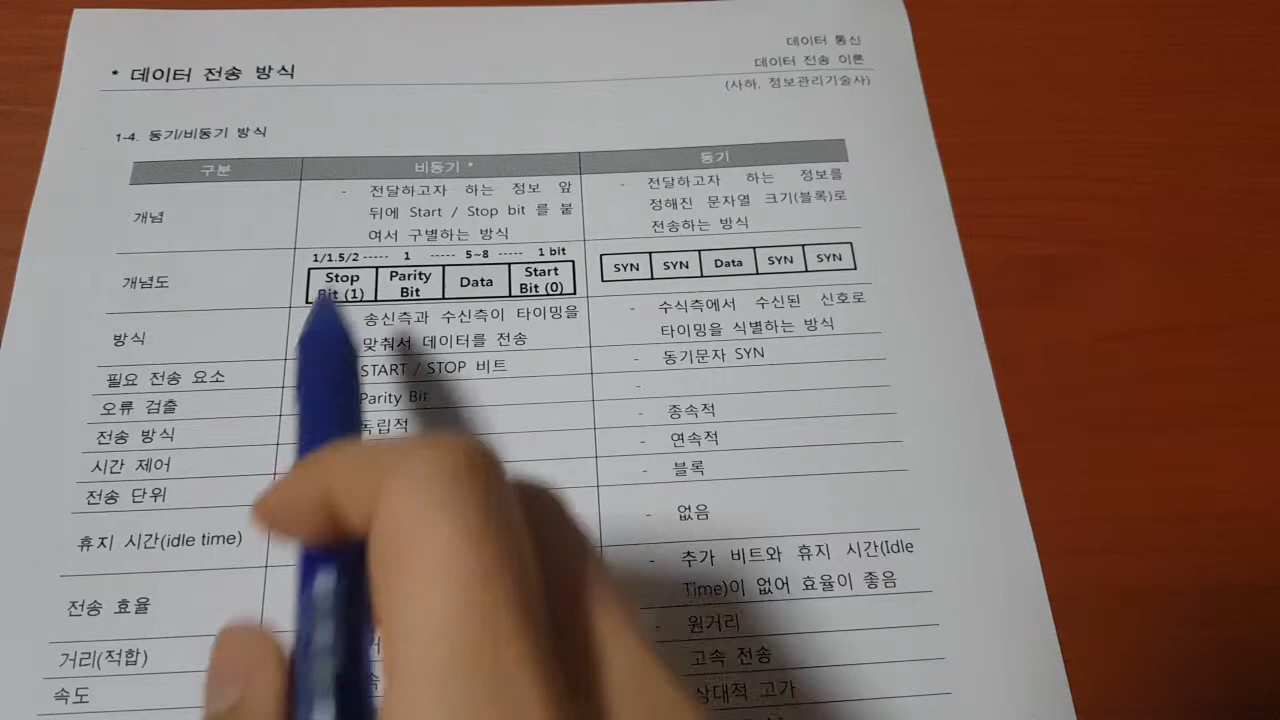 데이터 통신
* 데이터 전송 방식
데이터 전송 이론
(사하, 정보관리기술사)
1-4. 동기/비동기 방식
구분 비동기 * 동기
개념
- 전달하고자 하는 정보 앞
뒤에 Start / Stop bit 를 붙
여서 구별하는 방식
- 전달하고자 하는 정보를
정해진 문자열 크기(블록)로
전송하는 방식
개념도
1/1.5/2 ----- 1 ----- 5~8 ----- 1 bit
Stop Parity Data Start
Bit (1) Bit Bit (0)
SYN SYN Data SYN SYN
방식
송신측과 수신측이 타이밍을
맞춰서 데이터를 전송
- 수식측에서 수신된 신호로
타이밍을 식별하는 방식
필요 전송 요소 START / STOP 비트 - 동기문자 SYN
오류 검출 Parity Bit -
전송 방식 독립적 - 종속적
시간 제어 - 연속적
전송 단위 - 블록
휴지 시간(idle time) - 없음
전송 효율
- 추가 비트와 휴지 시간(Idle
Time)이 없어 효율이 좋음
거리(적합) - 원거리
속도 고속 전송
상대적 고가